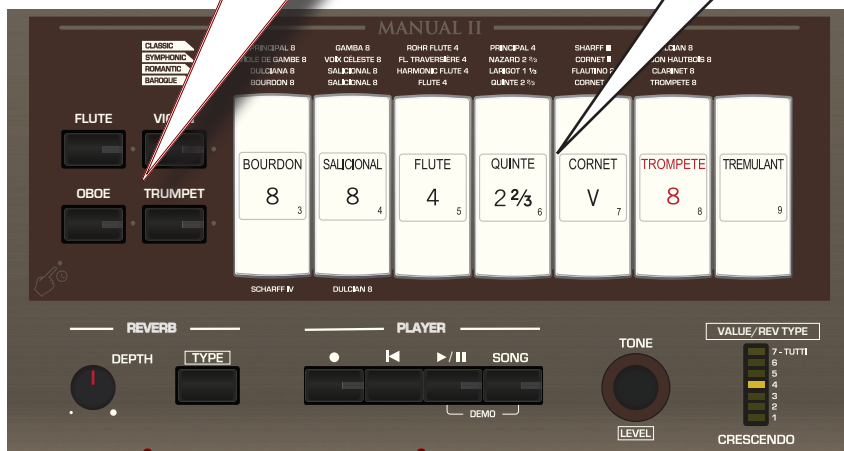 MANUAL II
CLASSIC
SYMPHONIC
ROMANTIC
BAROQUE
PRINCIPAL 8 GAMBA 8 ROHR FLUTE 4 PRINCIPAL 4 SHARFF
DE GAMBE 8 VOIX CÉLESTE 8 FL. TRAVERSIÈRE 4 NAZARD 2 ⅔ CORNET HAUTBOIS 8
DULCIANA 8 SALICIONAL 8 HARMONIC FLUTE 4 LARIGOT 1 ⅓ FLAUTINO 2 CLARINET 8
BOURDON 8 SALICIONAL 8 FLUTE 4 QUINTE 2 ⅔ CORNET TROMPETE 8
FLUTE
OBOE TRUMPET
BOURDON 8 3
SALICIONAL 8 4
FLUTE 4 5
QUINTE 2 ⅔ 6
CORNET V 7
TROMPETE 8 8
TREMULANT 9
SCHARFF IV DULCIAN 8
REVERB
DEPTH TYPE
PLAYER
SONG
DEMO
TONE
LEVEL
VALUE/REV TYPE
7 - TUTTI
6
5
4
3
2
1
CRESCENDO